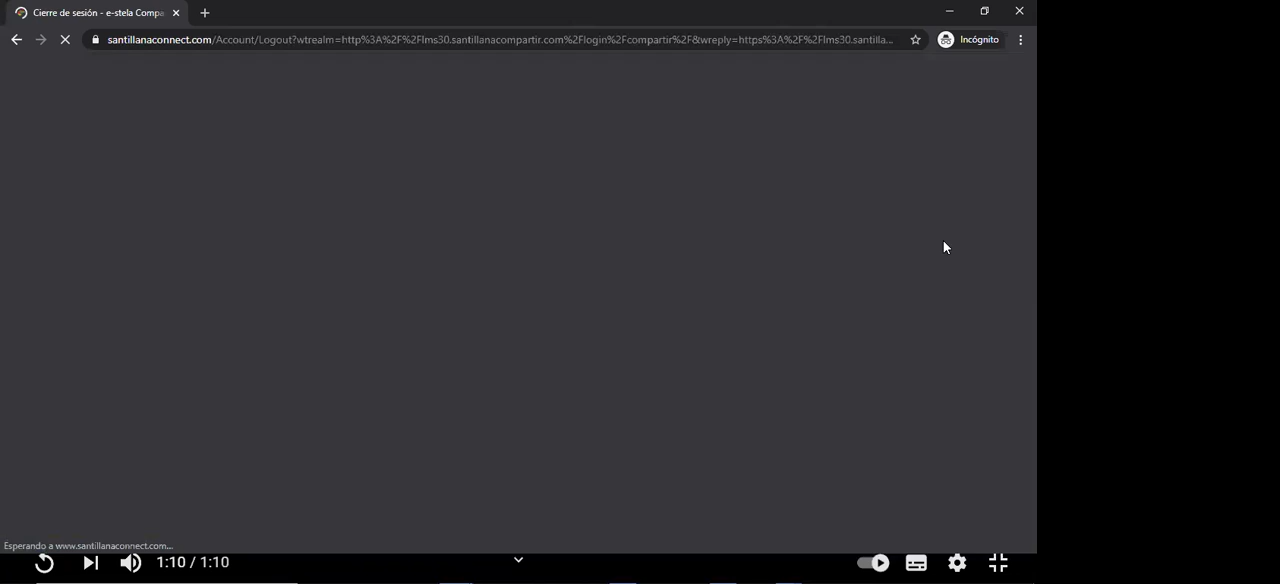 Cierre de sesión - e-stela Compa
santillanaconnect.com/Account/Logout?wtrealm=http%3A%2F%2Flms30.santillanacompartir.com%2Flogin%2Fcompartir%2F&wreply=https%3A%2F%2Flms30.santilla...
Incógnito
Esperando a www.santillanaconnect.com...
1:10 / 1:10